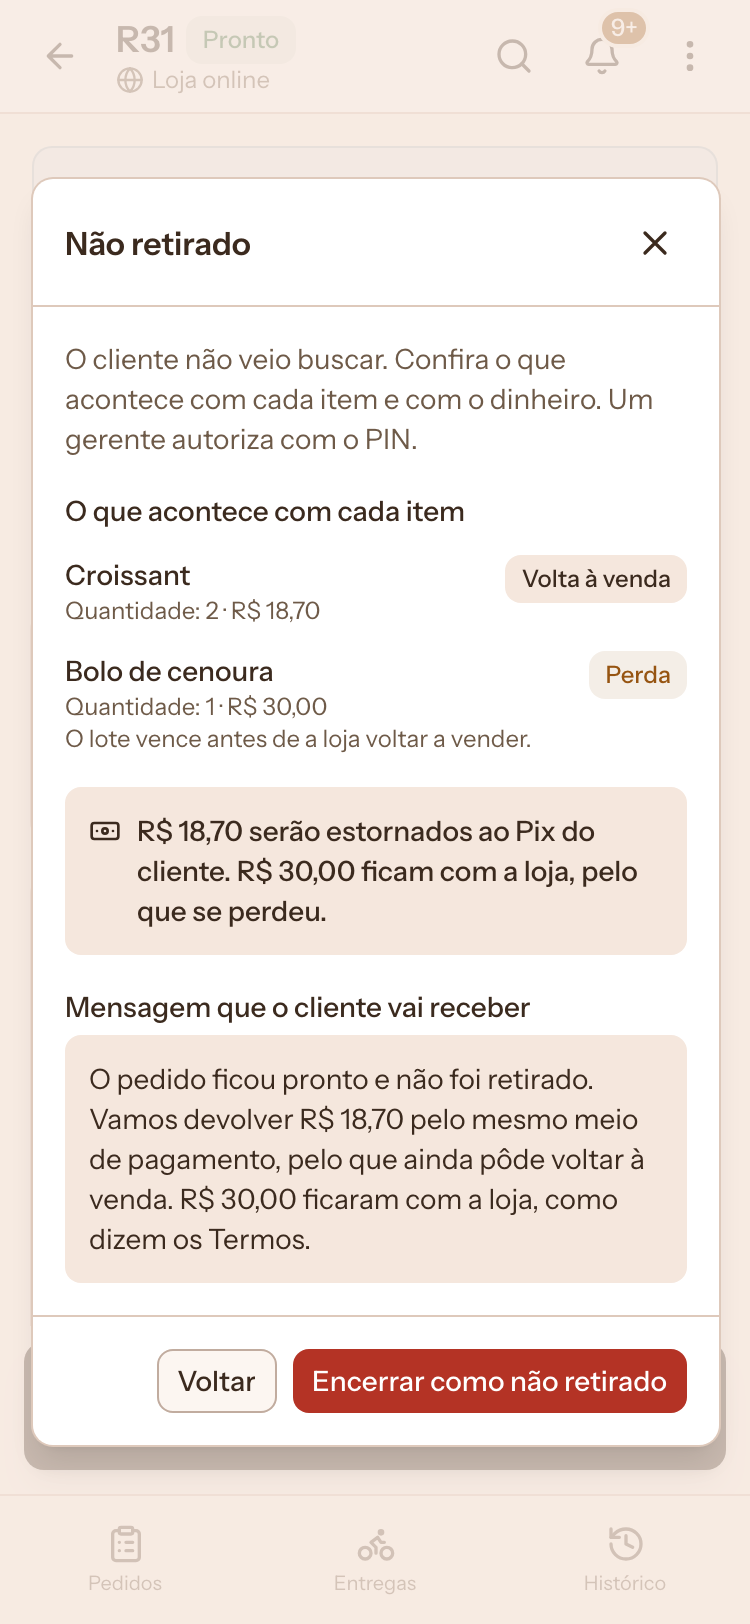 R31 Pronto
9+
Loja online
Não retirado
O cliente não veio buscar. Confira o que
acontece com cada item e com o dinheiro. Um
gerente autoriza com o PIN.
O que acontece com cada item
Croissant
Volta à venda
Quantidade: 2 · R$ 18,70
Bolo de cenoura
Perda
Quantidade: 1 · R$ 30,00
O lote vence antes de a loja voltar a vender.
R$ 18,70 serão estornados ao Pix do
cliente. R$ 30,00 ficam com a loja, pelo
que se perdeu.
Mensagem que o cliente vai receber
O pedido ficou pronto e não foi retirado.
Vamos devolver R$ 18,70 pelo mesmo meio
de pagamento, pelo que ainda pôde voltar à
venda. R$ 30,00 ficaram com a loja, como
dizem os Termos.
Voltar
Encerrar como não retirado
Pedidos
Entregas
Histórico